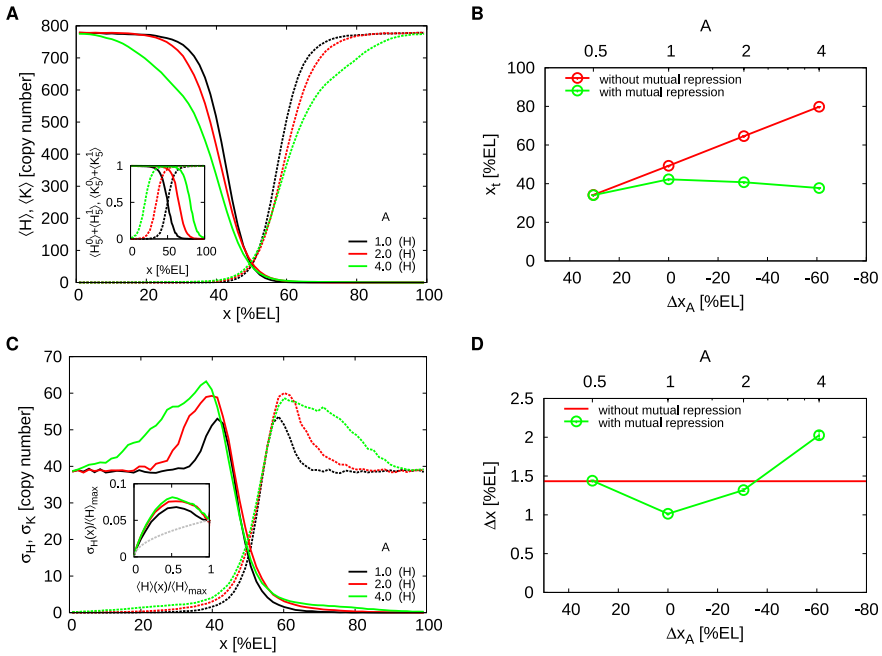 A
⟨H⟩, ⟨K⟩ [copy number]
800
700
600
500
400
300
200
100
0
0 20 40 60 80 100
x [%EL]
A
1.0 (H)
2.0 (H)
4.0 (H)
1
0.5
0
0 50 100
x [%EL]
B
A
0.5 1 2 4
x_t [%EL]
100
80
60
40
20
0
without mutual repression
with mutual repression
40 20 0 -20 -40 -60 -80
Δx_A [%EL]
C
σ_H, σ_K [copy number]
70
60
50
40
30
20
10
0
0 20 40 60 80 100
x [%EL]
A
1.0 (H)
2.0 (H)
4.0 (H)
σ_H(x)/⟨H⟩_max
0.1
0.05
0
0 0.5 1
⟨H⟩(x)/⟨H⟩_max
D
A
0.5 1 2 4
Δx [%EL]
2.5
2
1.5
1
0.5
0
without mutual repression
with mutual repression
40 20 0 -20 -40 -60 -80
Δx_A [%EL]